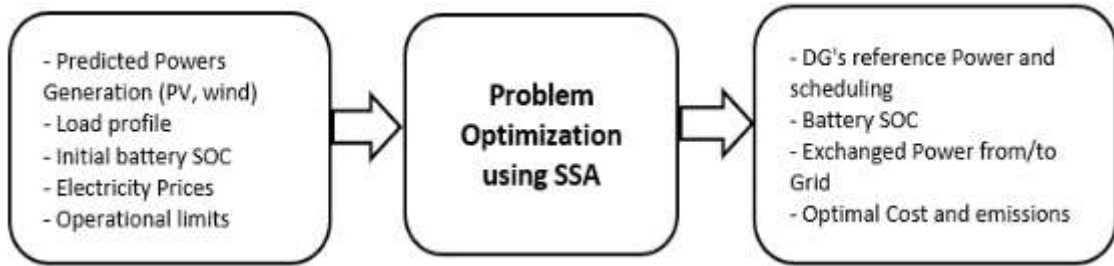 - Predicted Powers
Generation (PV, wind)
- Load profile
- Initial battery SOC
- Electricity Prices
- Operational limits
Problem
Optimization
using SSA
- DG's reference Power and
scheduling
- Battery SOC
- Exchanged Power from/to
Grid
- Optimal Cost and emissions